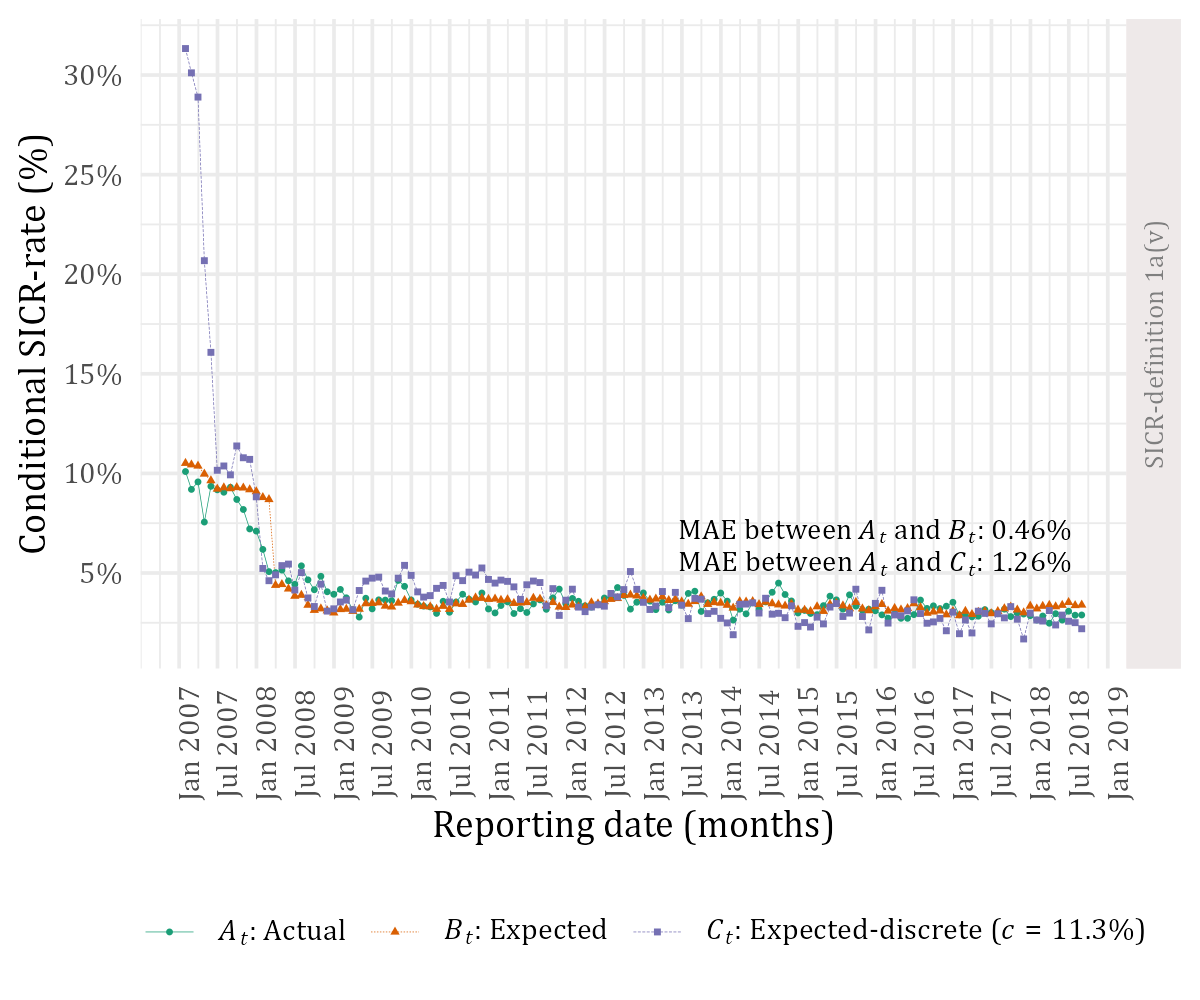 Conditional SICR-rate (%)
30%
25%
20%
15%
10%
5%
SICR-definition 1a(v)
MAE between A_t and B_t: 0.46%
MAE between A_t and C_t: 1.26%
Jan 2007
Jul 2007
Jan 2008
Jul 2008
Jan 2009
Jul 2009
Jan 2010
Jul 2010
Jan 2011
Jul 2011
Jan 2012
Jul 2012
Jan 2013
Jul 2013
Jan 2014
Jul 2014
Jan 2015
Jul 2015
Jan 2016
Jul 2016
Jan 2017
Jul 2017
Jan 2018
Jul 2018
Jan 2019
Reporting date (months)
A_t: Actual
B_t: Expected
C_t: Expected-discrete (c = 11.3%)